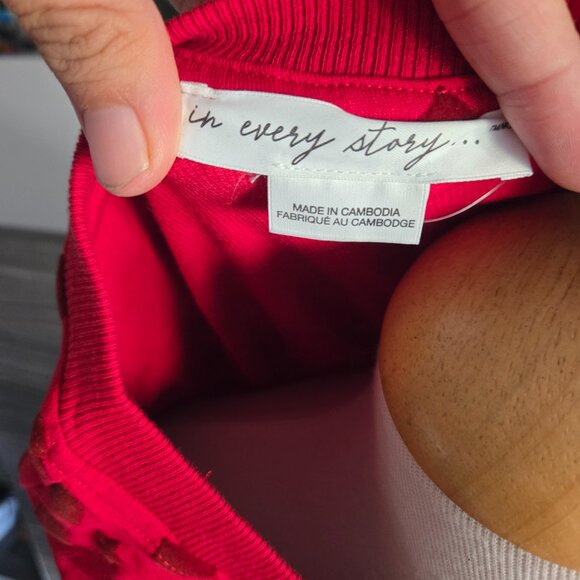 in every story...
MADE IN CAMBODIA
FABRIQUÉ AU CAMBODGE